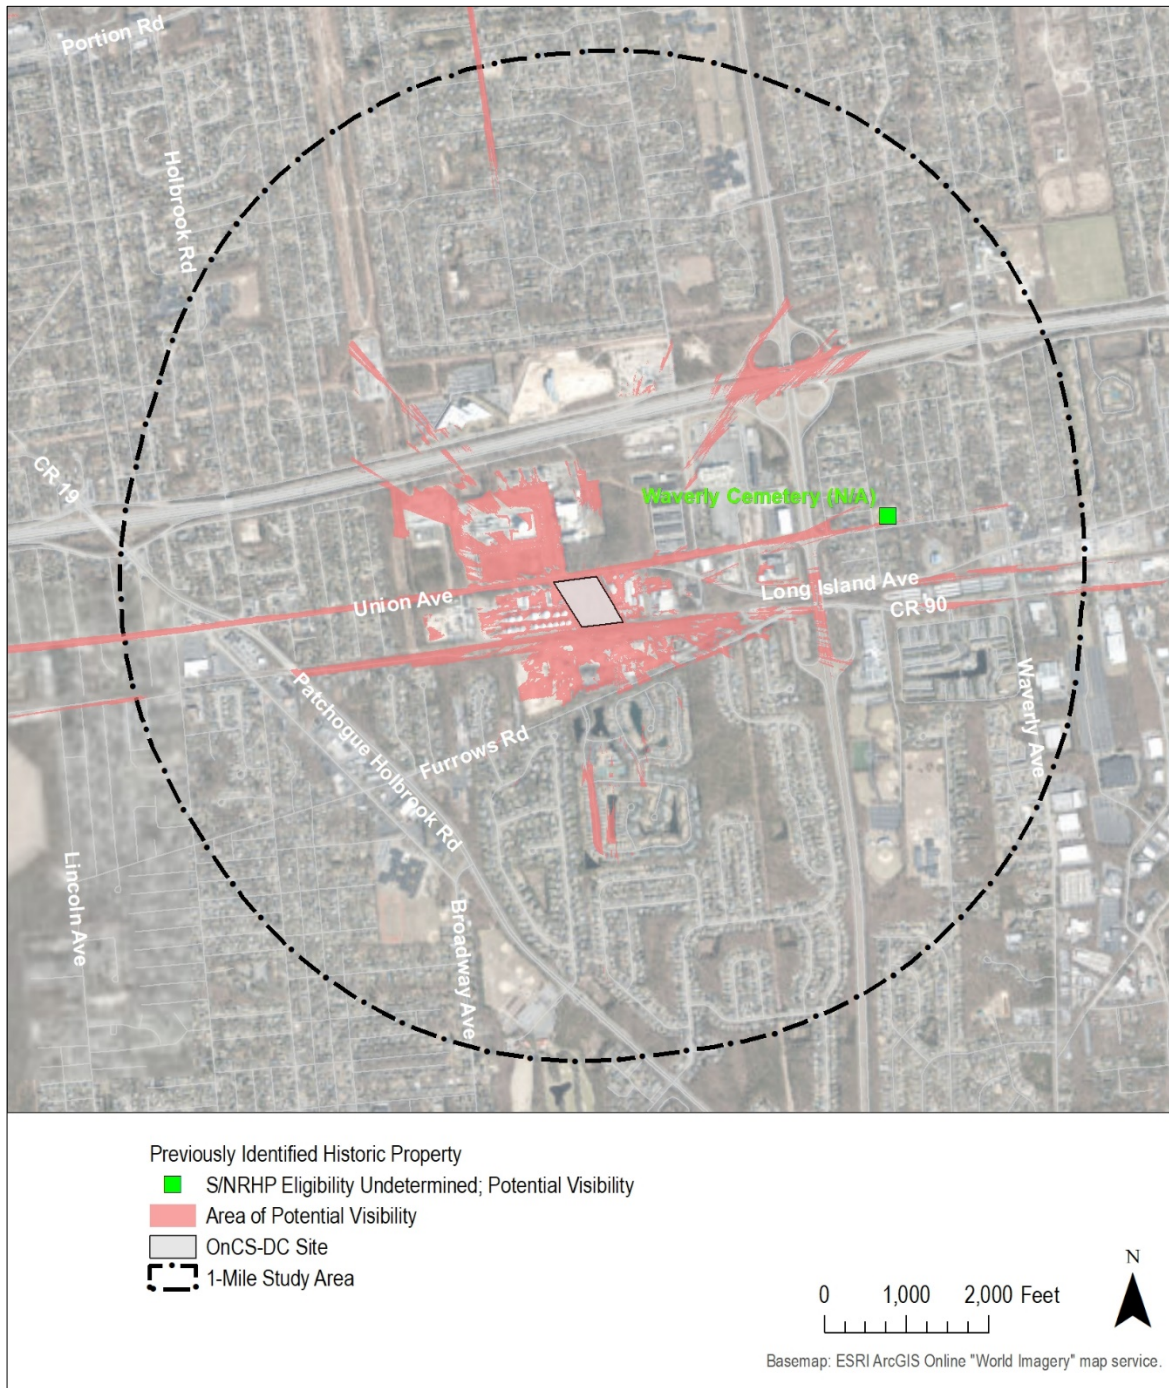 Portion Rd
Holbrook Rd
CR 19
Waverly Cemetery (N/A)
Union Ave
Long Island Ave
CR 90
Patchogue Holbrook Rd
Furrows Rd
Waverly Ave
Lincoln Ave
Broadway Ave
Previously Identified Historic Property
S/NRHP Eligibility Undetermined; Potential Visibility
Area of Potential Visibility
OnCS-DC Site
1-Mile Study Area
0 1,000 2,000 Feet
N
Basemap: ESRI ArcGIS Online "World Imagery" map service.